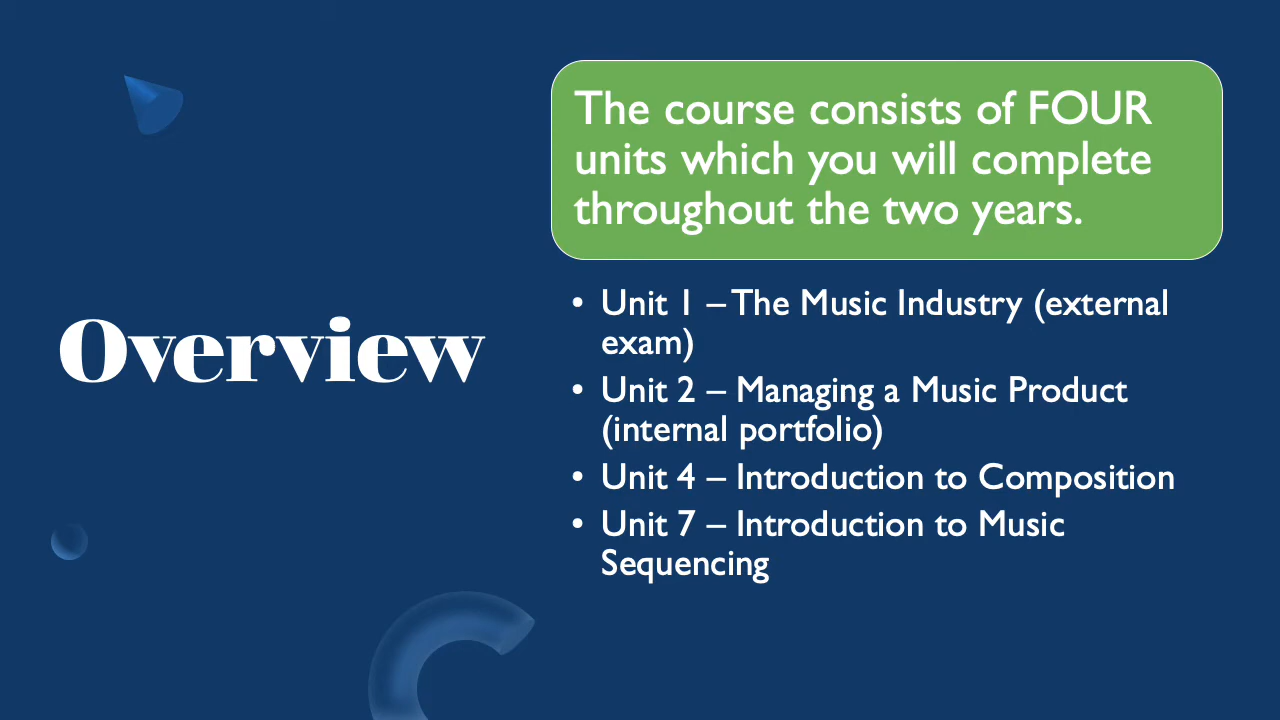 Overview
The course consists of FOUR
units which you will complete
throughout the two years.
• Unit 1 – The Music Industry (external
exam)
• Unit 2 – Managing a Music Product
(internal portfolio)
• Unit 4 – Introduction to Composition
• Unit 7 – Introduction to Music
Sequencing